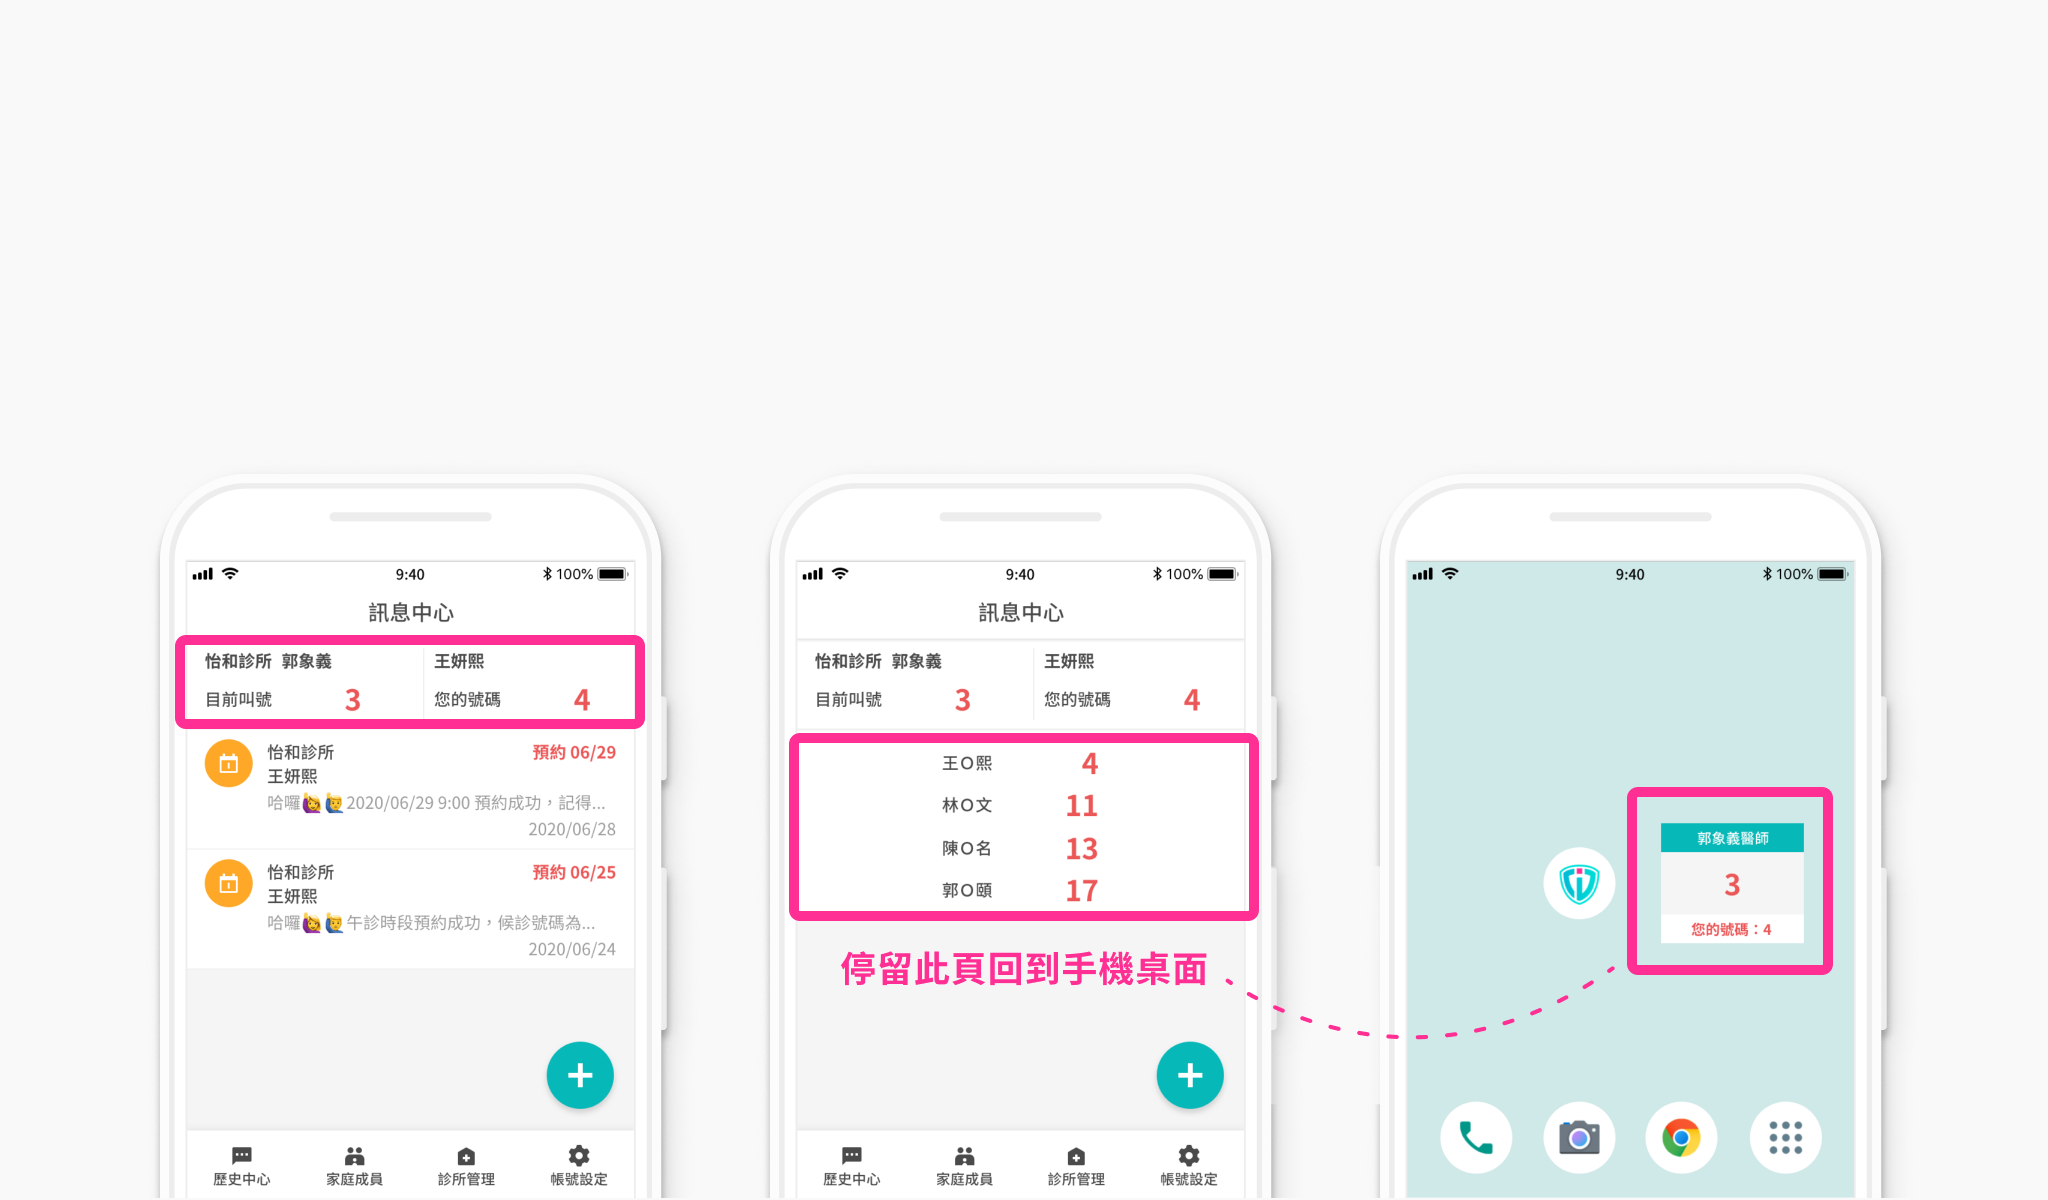 9:40
100%
訊息中心
怡和診所 郭象義
王妍熙
目前叫號 3
您的號碼 4
怡和診所
預約 06/29
王妍熙
哈囉🙋🙋‍♂️2020/06/29 9:00 預約成功,記得...
2020/06/28
怡和診所
預約 06/25
王妍熙
哈囉🙋🙋‍♂️午診時段預約成功,候診號碼為...
2020/06/24
歷史中心
家庭成員
診所管理
帳號設定
9:40
100%
訊息中心
怡和診所 郭象義
王妍熙
目前叫號 3
您的號碼 4
王O熙 4
林O文 11
陳O名 13
郭O頤 17
停留此頁回到手機桌面
歷史中心
家庭成員
診所管理
帳號設定
9:40
100%
郭象義醫師
3
您的號碼:4